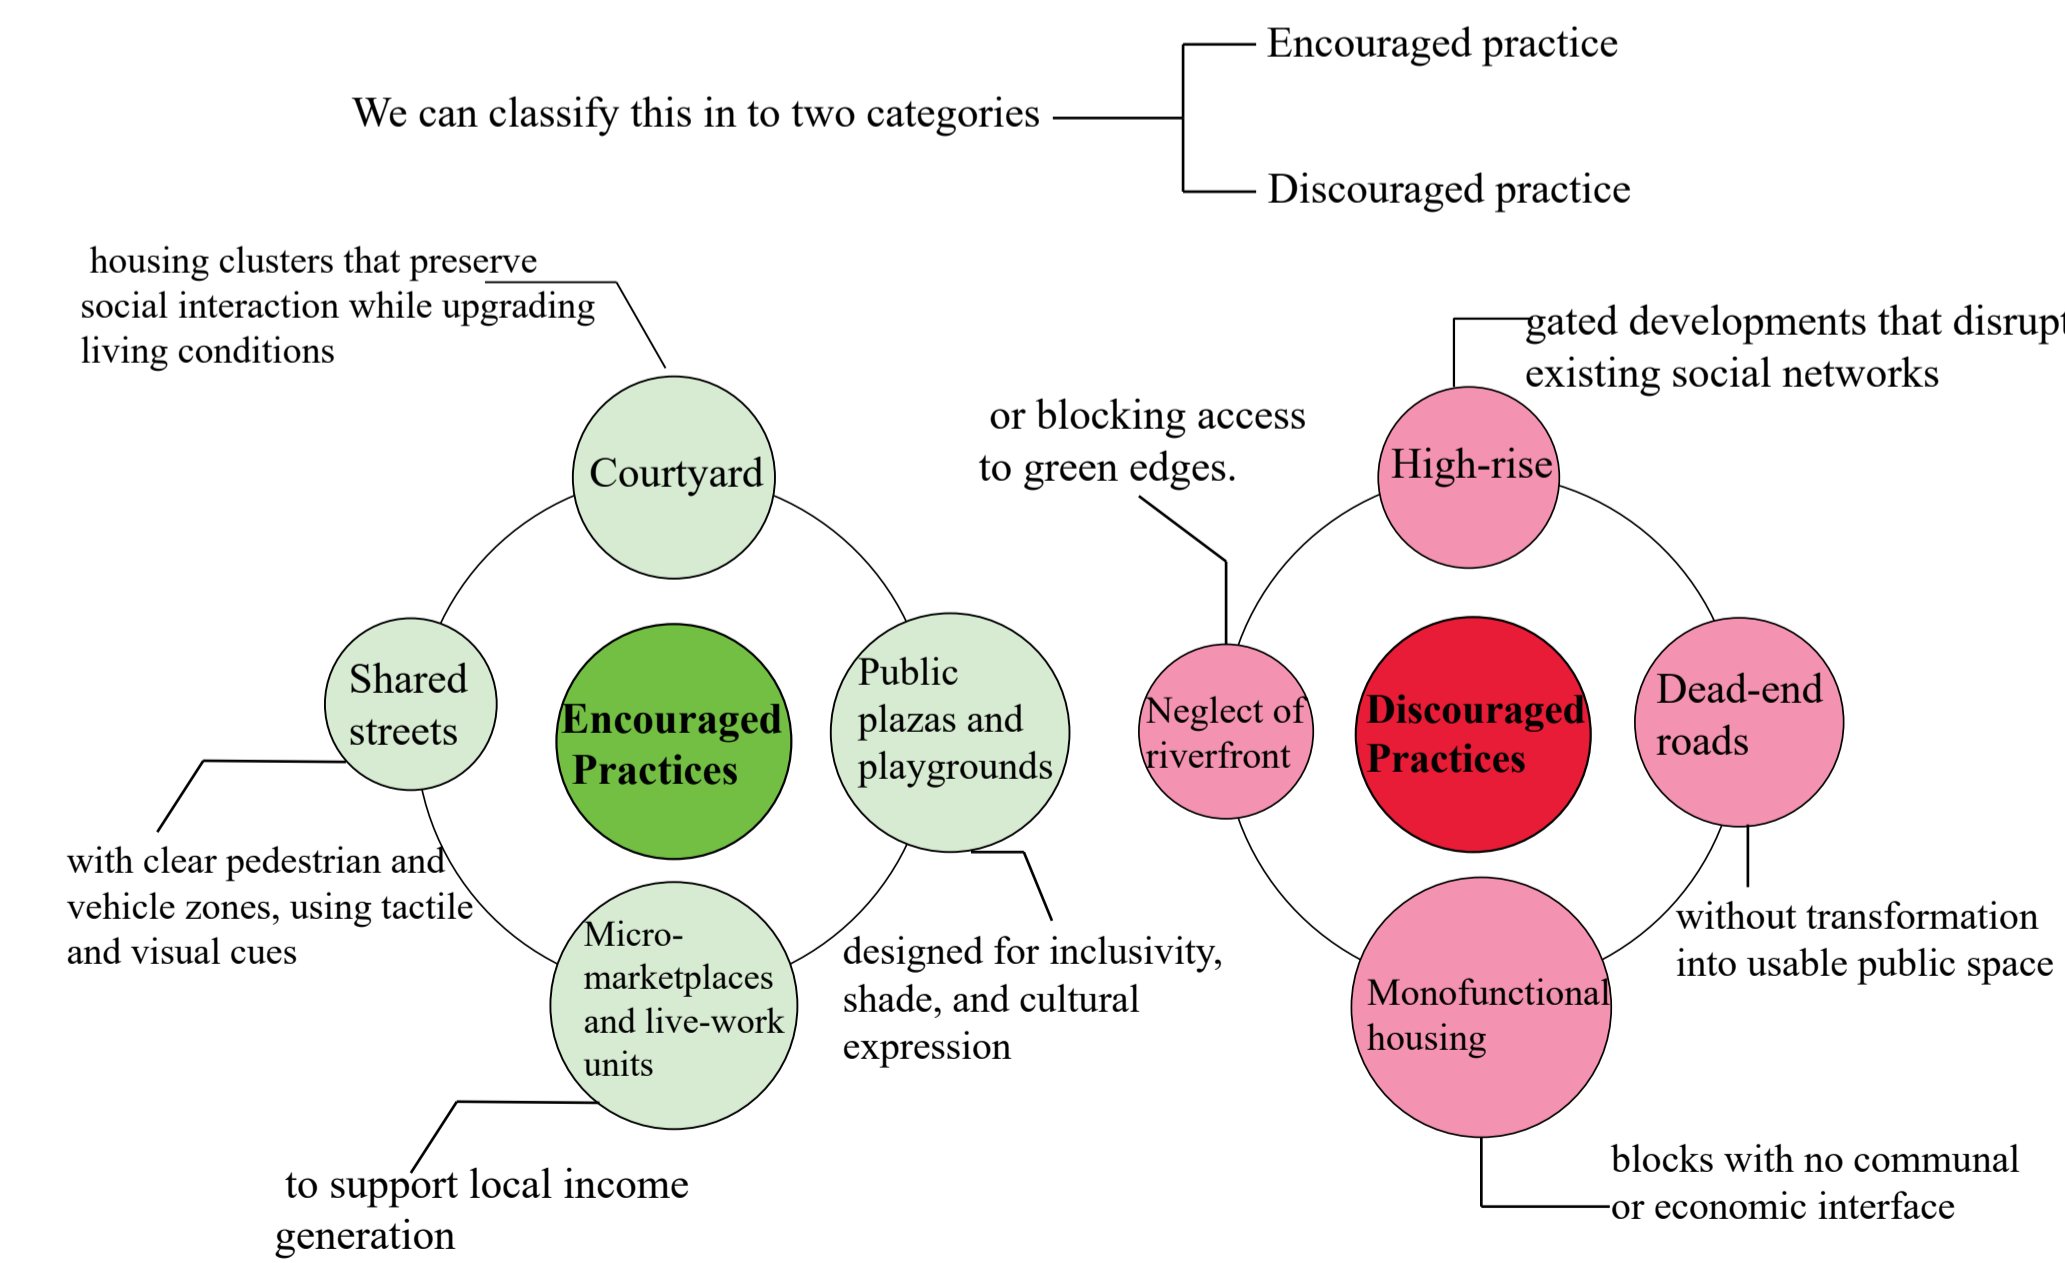 Encouraged practice
We can classify this in to two categories
Discouraged practice
housing clusters that preserve
social interaction while upgrading
living conditions
Courtyard
Shared
streets
Encouraged
Practices
Public
plazas and
playgrounds
with clear pedestrian and
vehicle zones, using tactile
and visual cues
Micro-
marketplaces
and live-work
units
designed for inclusivity,
shade, and cultural
expression
to support local income
generation
gated developments that disrupt
existing social networks
or blocking access
to green edges.
High-rise
Neglect of
riverfront
Discouraged
Practices
Dead-end
roads
without transformation
into usable public space
Monofunctional
housing
blocks with no communal
or economic interface